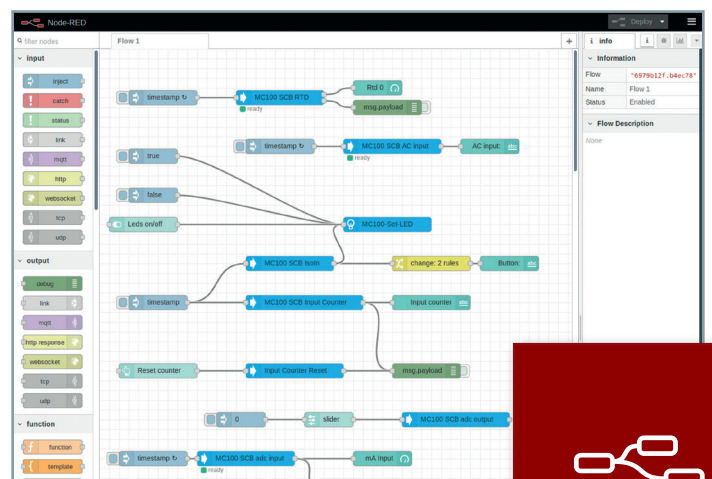 Node-RED
Deploy
filter nodes
Flow 1
+
i info
i
input
inject
catch
status
link
mqtt
http
websocket
tcp
udp
output
debug
link
mqtt
http response
websocket
tcp
udp
function
function
template
timestamp ↻
MC100 SCB RTD
ready
Rtd 0
msg.payload
timestamp ↻
MC100 SCB AC input
ready
AC input: abc
true
false
Leds on/off
MC100-Set-LED
MC100 SCB IsoIn
change: 2 rules
Button: abc
timestamp
MC100 SCB Input Counter
Input counter abc
Reset counter
Input Counter Reset
msg.payload
0
slider
MC100 SCB adc output
timestamp ↻
MC100 SCB adc input
ready
mA Input
Information
Flow "6979b12f.b4ec78"
Name Flow 1
Status Enabled
Flow Description
None